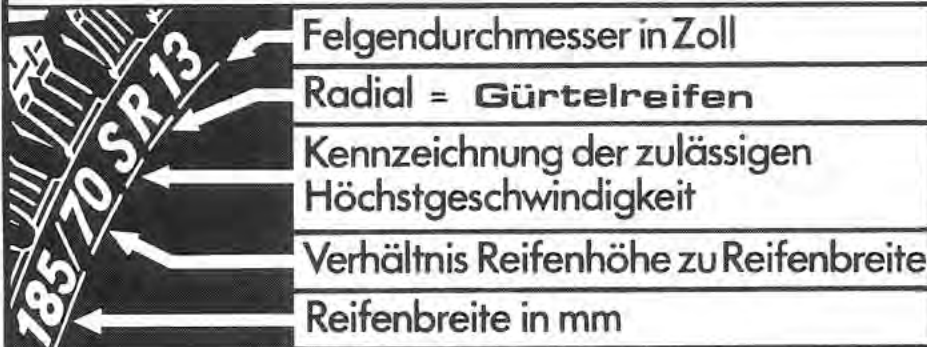 Felgendurchmesser in Zoll
Radial = Gürtelreifen
Kennzeichnung der zulässigen
Höchstgeschwindigkeit
Verhältnis Reifenhöhe zu Reifenbreite
Reifenbreite in mm
185/70 SR 13